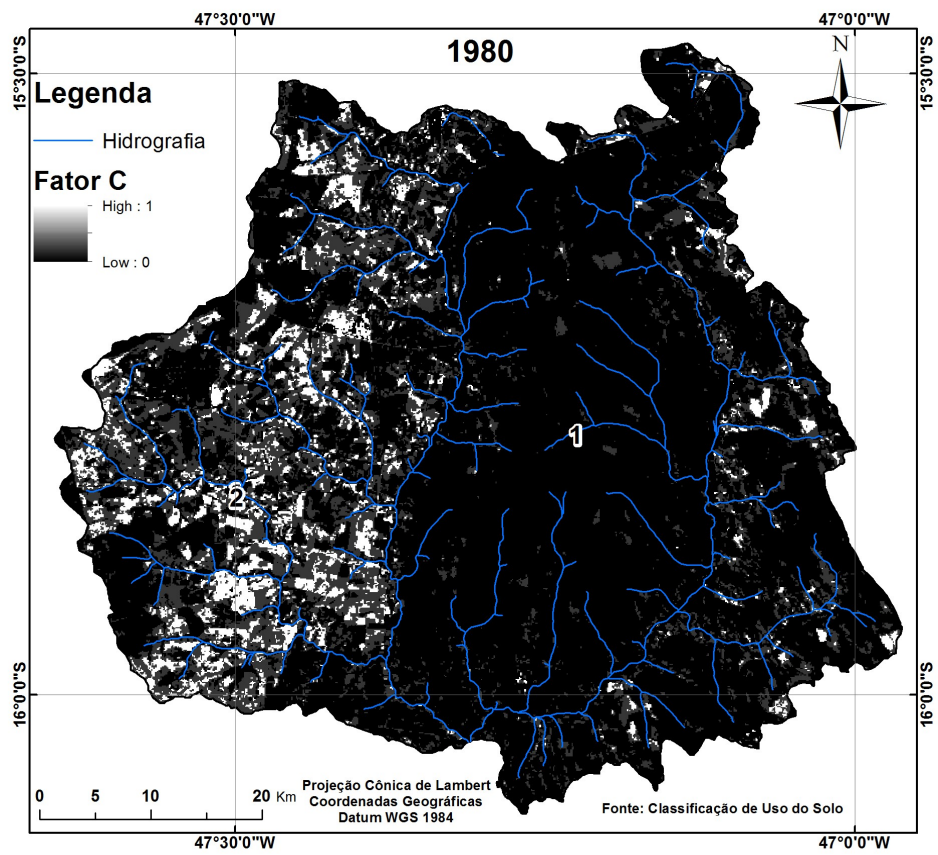 47°30'0"W
47°0'0"W
1980
N
15°30'0"S
15°30'0"S
Legenda
Hidrografia
Fator C
High : 1
Low : 0
1
2
16°0'0"S
16°0'0"S
0 5 10 20 Km
Projeção Cônica de Lambert
Coordenadas Geográficas
Datum WGS 1984
Fonte: Classificação de Uso do Solo
47°30'0"W
47°0'0"W